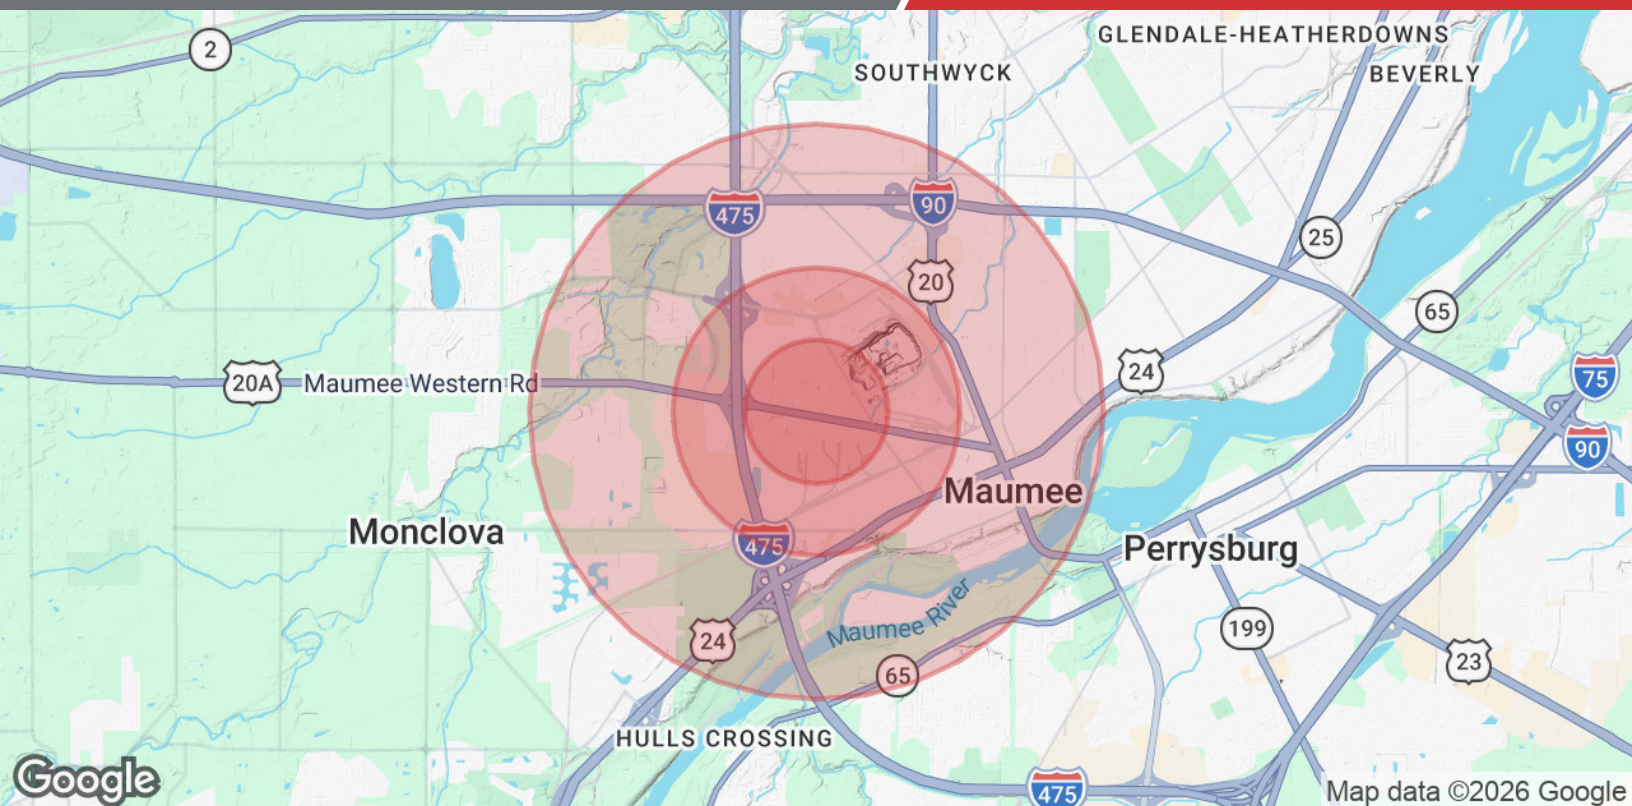 GLENDALE-HEATHERDOWNS
2
SOUTHWYCK
BEVERLY
475
90
25
20
65
24
20A
Maumee Western Rd
75
90
Maumee
Monclova
475
Perrysburg
Maumee River
24
199
65
23
HULLS CROSSING
Google
475
Map data ©2026 Google